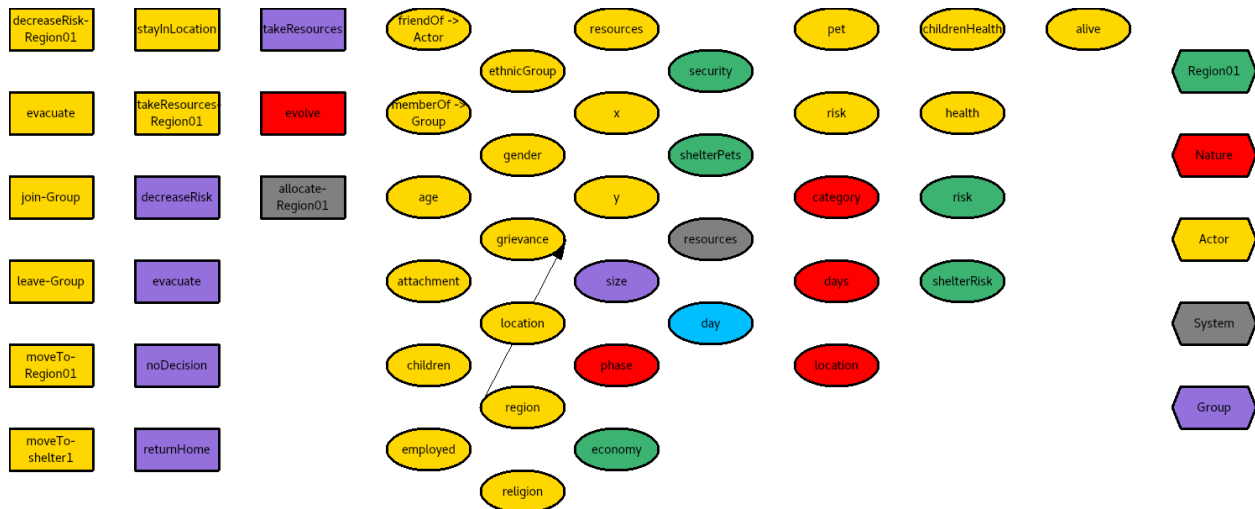 decreaseRisk-
Region01
stayInLocation
takeResources
friendOf ->
Actor
resources
pet
childrenHealth
alive
ethnicGroup
security
Region01
evacuate
takeResources-
Region01
evolve
memberOf ->
Group
x
risk
health
gender
shelterPets
Nature
join-Group
decreaseRisk
allocate-
Region01
age
y
category
risk
grievance
resources
Actor
leave-Group
evacuate
attachment
size
days
shelterRisk
location
day
System
moveTo-
Region01
noDecision
children
phase
location
region
Group
moveTo-
shelter1
returnHome
employed
economy
religion